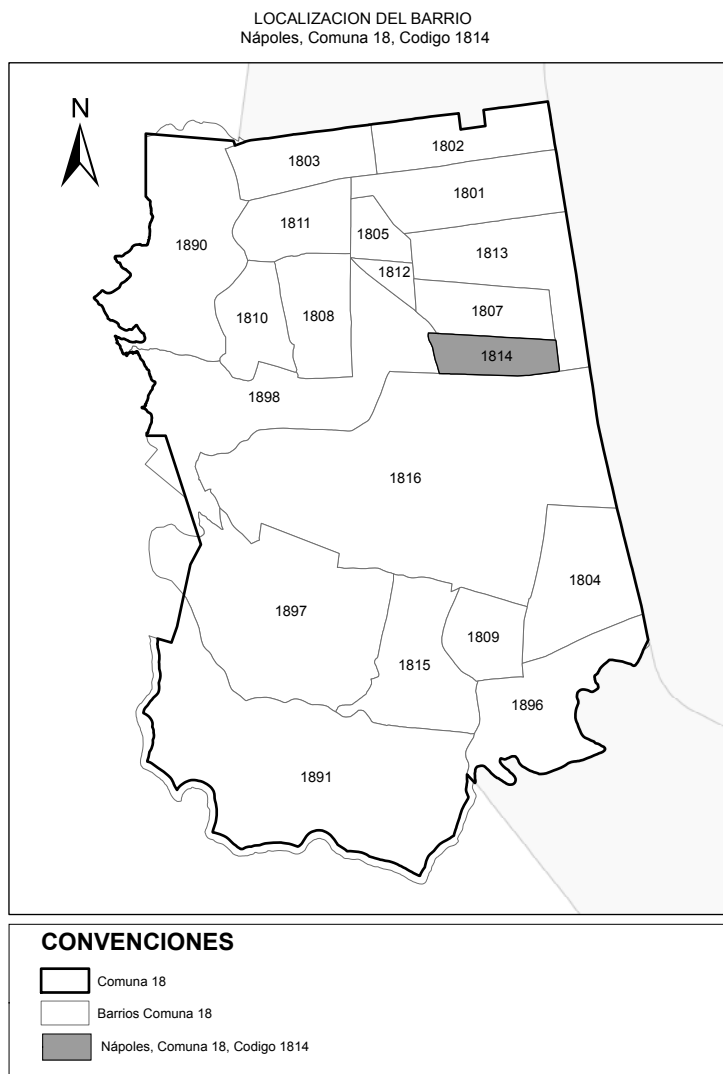 LOCALIZACION DEL BARRIO
Nápoles, Comuna 18, Codigo 1814
N
1802
1803
1801
1811
1805
1890
1813
1812
1810
1808
1807
1814
1898
1816
1804
1897
1809
1815
1896
1891
CONVENCIONES
Comuna 18
Barrios Comuna 18
Nápoles, Comuna 18, Codigo 1814